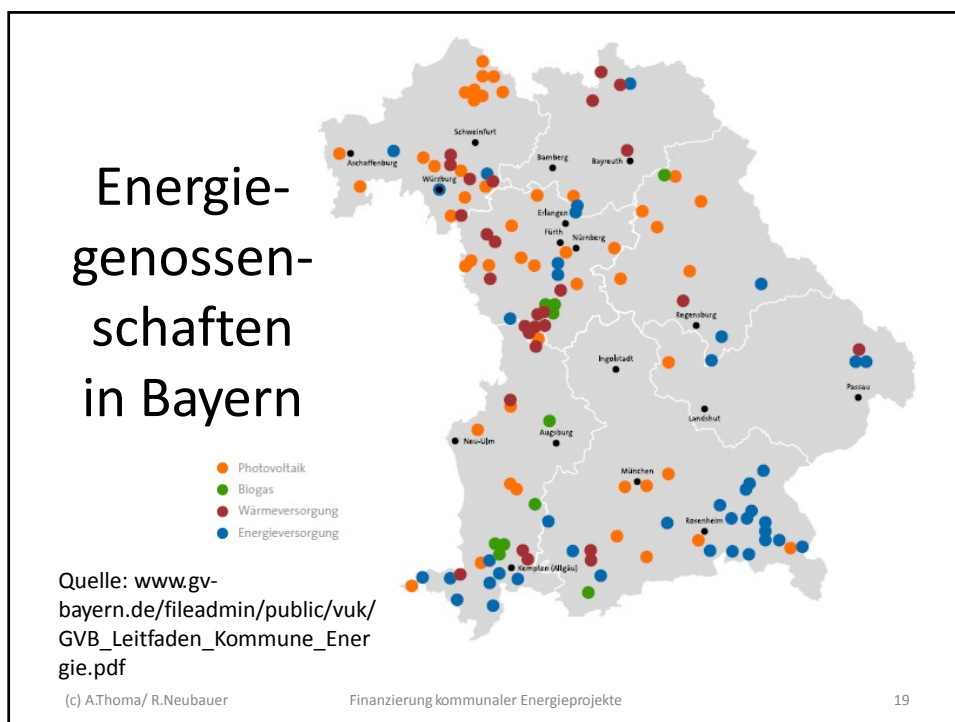 Energie-
genossen-
schaften
in Bayern
Schweinfurt
Aschaffenburg
Bamberg
Bayreuth
Würzburg
Erlangen
Fürth
Nürnberg
Regensburg
Ingolstadt
Passau
Landshut
Neu-Ulm
Augsburg
München
Rosenheim
Kempten (Allgäu)
Photovoltaik
Biogas
Wärmeversorgung
Energieversorgung
Quelle: www.gv-
bayern.de/fileadmin/public/vuk/
GVB_Leitfaden_Kommune_Ener
gie.pdf
(c) A.Thoma/ R.Neubauer Finanzierung kommunaler Energieprojekte 19